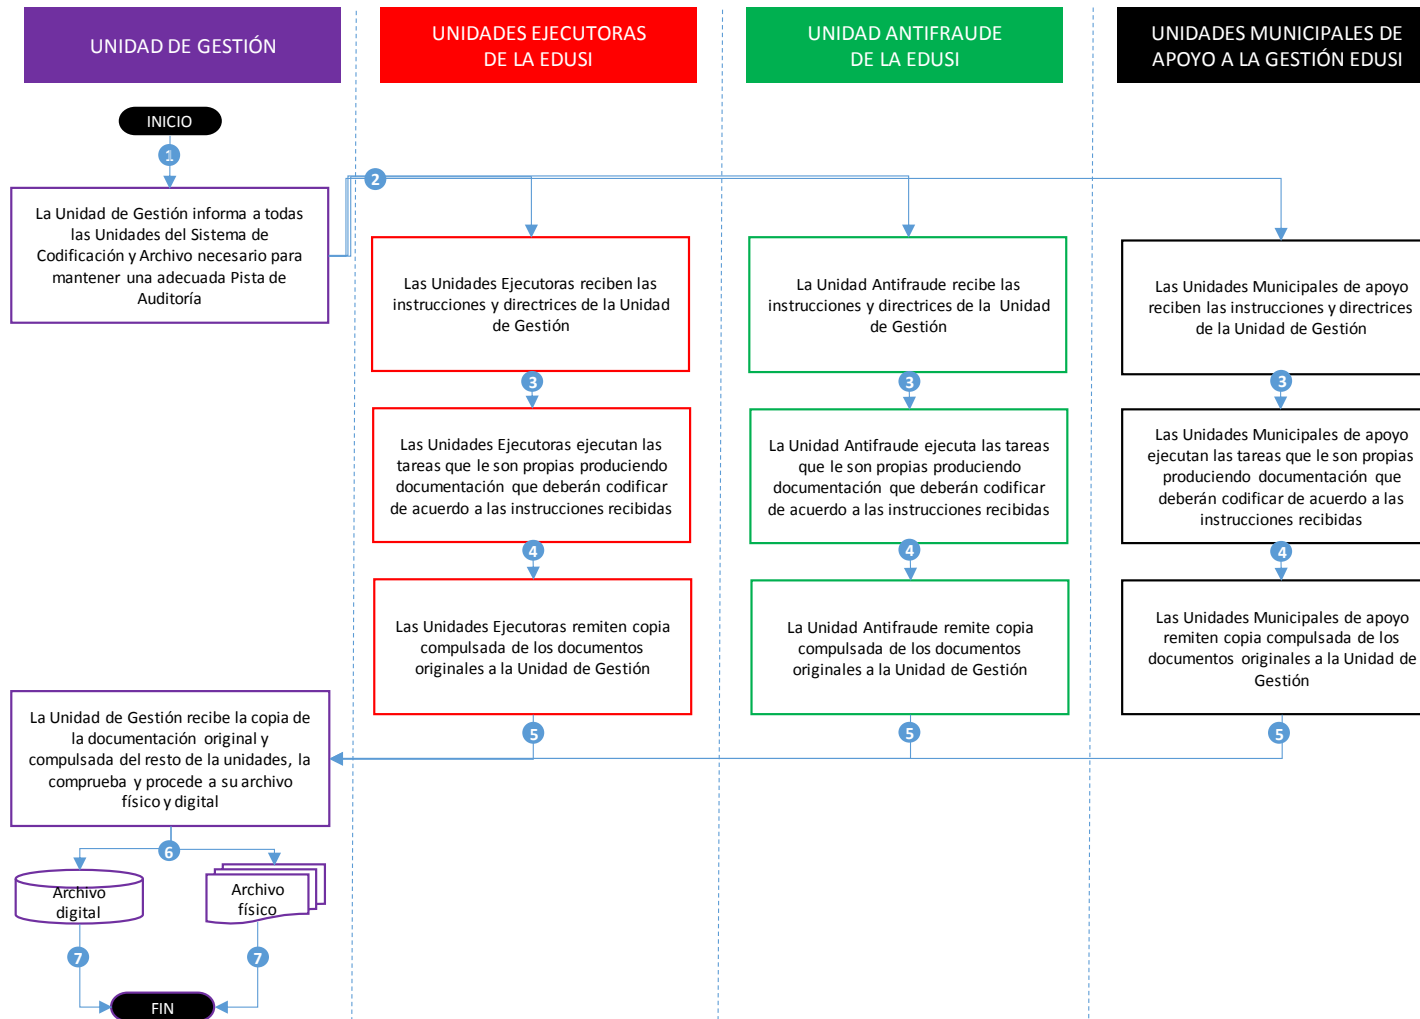 UNIDAD DE GESTIÓN
UNIDADES EJECUTORAS
DE LA EDUSI
UNIDAD ANTIFRAUDE
DE LA EDUSI
UNIDADES MUNICIPALES DE
APOYO A LA GESTIÓN EDUSI
INICIO
1
2
La Unidad de Gestión informa a todas
las Unidades del Sistema de
Codificación y Archivo necesario para
mantener una adecuada Pista de
Auditoría
Las Unidades Ejecutoras reciben las
instrucciones y directrices de la Unidad
de Gestión
La Unidad Antifraude recibe las
instrucciones y directrices de la Unidad
de Gestión
Las Unidades Municipales de apoyo
reciben las instrucciones y directrices
de la Unidad de Gestión
3
3
3
Las Unidades Ejecutoras ejecutan las
tareas que le son propias produciendo
documentación que deberán codificar
de acuerdo a las instrucciones recibidas
La Unidad Antifraude ejecuta las tareas
que le son propias produciendo
documentación que deberán codificar
de acuerdo a las instrucciones recibidas
Las Unidades Municipales de apoyo
ejecutan las tareas que le son propias
produciendo documentación que
deberán codificar de acuerdo a las
instrucciones recibidas
4
4
4
Las Unidades Ejecutoras remiten copia
compulsada de los documentos
originales a la Unidad de Gestión
La Unidad Antifraude remite copia
compulsada de los documentos
originales a la Unidad de Gestión
Las Unidades Municipales de apoyo
remiten copia compulsada de los
documentos originales a la Unidad de
Gestión
5
5
5
La Unidad de Gestión recibe la copia de
la documentación original y
compulsada del resto de la unidades, la
comprueba y procede a su archivo
físico y digital
6
Archivo
digital
Archivo
físico
7
7
FIN